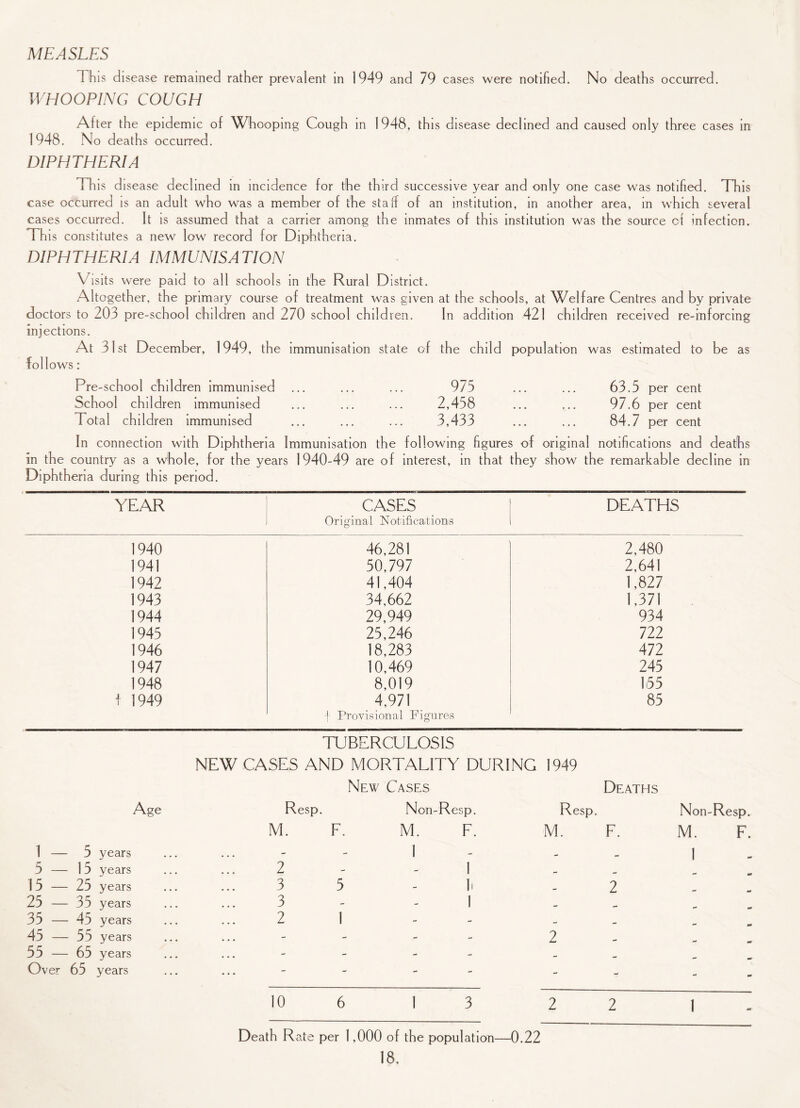 MEASLES
This disease remained rather prevalent in 1949 and 79 cases were notified. No deaths occurred.
WHOOPING COUGH
After the epidemic of Whooping Cough in 1948, this disease declined and caused only three cases in
1948. No deaths occurred.
DIPHTHERIA
This disease declined in incidence for the third successive year and only one case was notified. This
case occurred is an adult who was a member of the staff of an institution, in another area, in which several
cases occurred. It is assumed that a carrier among the inmates of this institution was the source of infection.
This constitutes a new low record for Diphtheria.
DIPHTHERIA IMMUNISATION
Visits were paid to all schools in the Rural District.
Altogether, the primary course of treatment was given at the schools, at Welfare Centres and by private
doctors to 203 pre-school children and 270 school children. In addition 421 children received re-inforcing
injections.
At 31st December, 1949, the immunisation state of the child population was estimated to be as
follows:
Pre-school children immunised ... ... ... 975 ... ... 63.5 per cent
School children immunised ... ... ... 2,458 ... ... 97.6 per cent
Total children immunised ... ... ... 3,433 ... ... 84.7 per cent
In connection with Diphtheria Immunisation the following figures of original notifications and deaths
in the country as a whole, for the years 1940-49 are of interest, in that they show the remarkable decline in
Diphtheria during this period.
YEAR CASES DEATHS
Original Notifications
1940 46,281 2,480
1941 50,797 2,641
1942 41,404 1,827
1943 34,662 1,371
1944 29,949 934
1945 25,246 722
1946 18,283 472
1947 10,469 245
1948 8,019 155
† 1949 4,971 85
† Provisional Figures
TUBERCULOSIS
NEW CASES AND MORTALITY DURING 1949
New Cases Deaths
Age Resp. Non-Resp. Resp. Non-Resp.
M. F. M. F. M. F. M. F.
1 — 5 years ... ... - - 1 - - - 1 -
5 — 15 years ... ... 2 - - 1 - - - -
15 — 25 years ... ... 3 5 - 1 - 2 - -
25 — 35 years ... ... 3 - - 1 - - - -
35 — 45 years ... ... 2 1 - - - - - -
45 — 55 years ... ... - - - - 2 - - -
55 — 65 years ... ... - - - - - - - -
Over 65 years ... ... - - - - - - - -
10 6 1 3 2 2 1 -
Death Rate per 1,000 of the population—0.22
18.